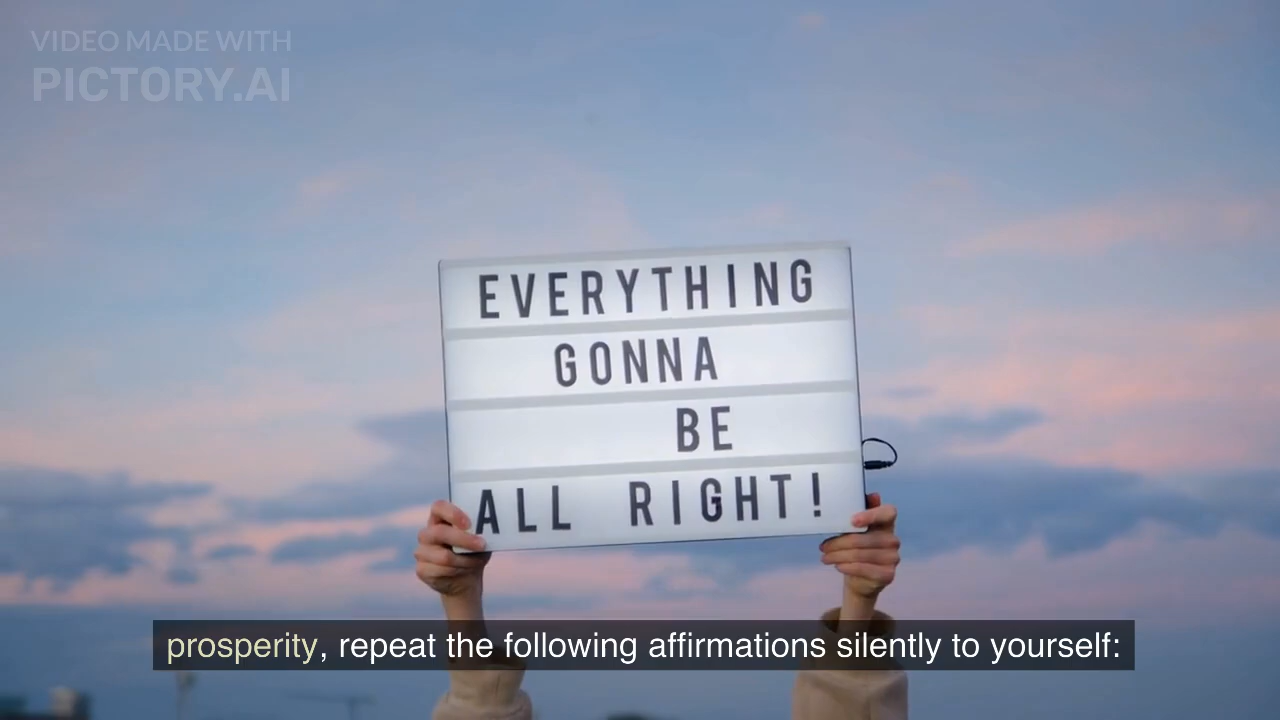 VIDEO MADE WITH
PICTORY.AI
EVERYTHING
GONNA
BE
ALL RIGHT!
prosperity, repeat the following affirmations silently to yourself: